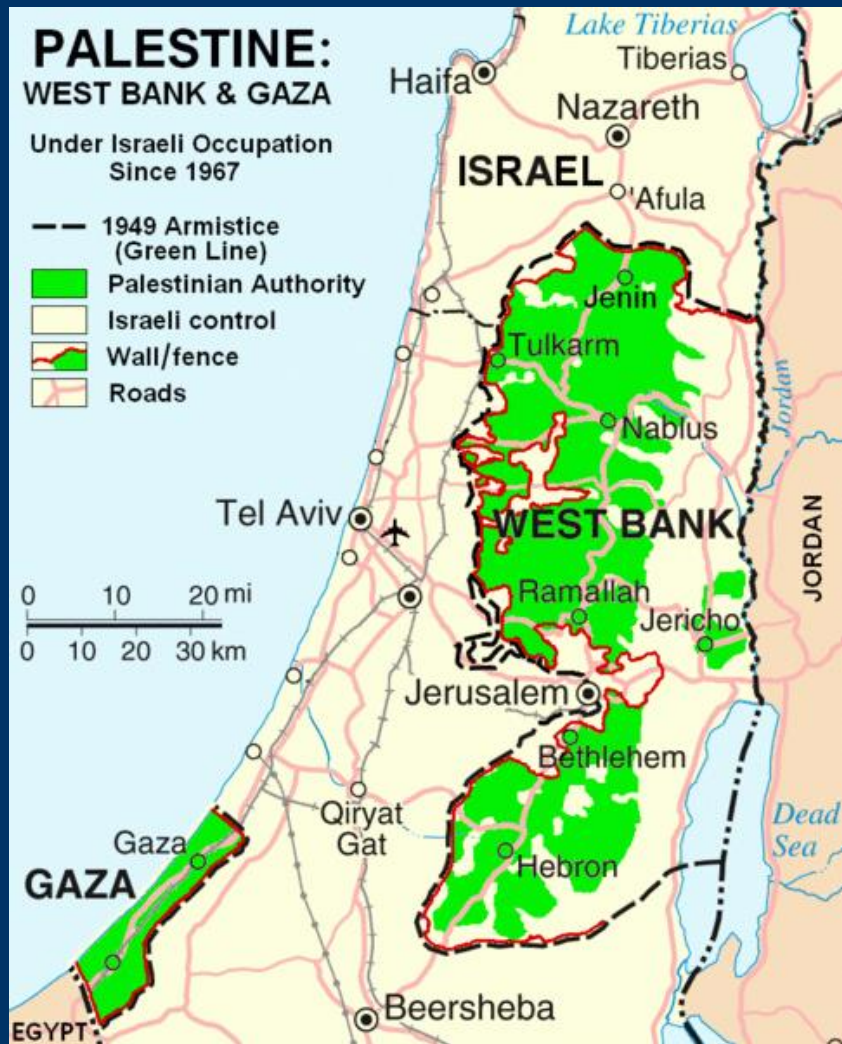 PALESTINE:
WEST BANK & GAZA
Under Israeli Occupation
Since 1967
1949 Armistice
(Green Line)
Palestinian Authority
Israeli control
Wall/fence
Roads
Lake Tiberias
Tiberias
Haifa
Nazareth
ISRAEL
'Afula
Jenin
Tulkarm
Jordan
Nablus
Tel Aviv
WEST BANK
JORDAN
0 10 20 mi
0 10 20 30 km
Ramallah
Jericho
Jerusalem
Bethlehem
Qiryat
Gat
Dead
Sea
Gaza
GAZA
Hebron
Beersheba
EGYPT